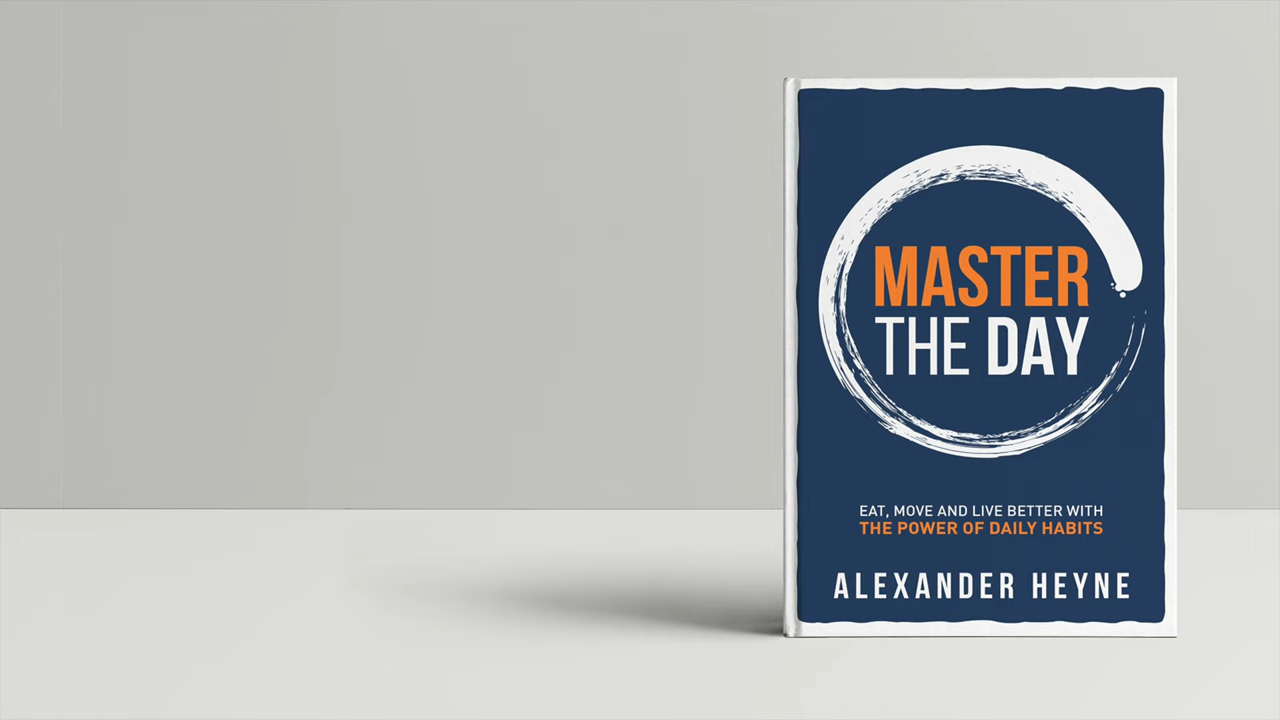 MASTER
THE DAY
EAT, MOVE AND LIVE BETTER WITH
THE POWER OF DAILY HABITS
ALEXANDER HEYNE